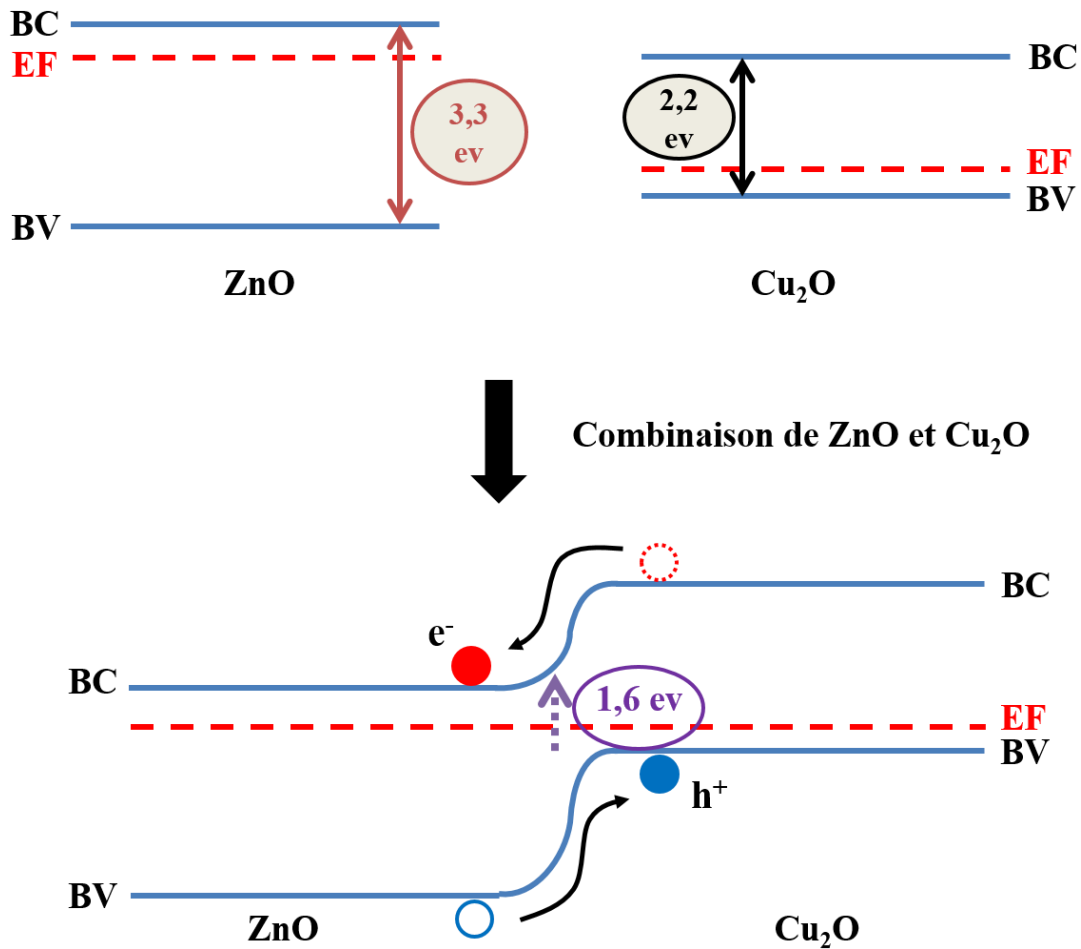 BC
EF
3,3
ev
BV
ZnO
BC
2,2
ev
EF
BV
Cu₂O
Combinaison de ZnO et Cu₂O
BC
e⁻
BC
1,6 ev
EF
BV
h⁺
BV
ZnO
Cu₂O